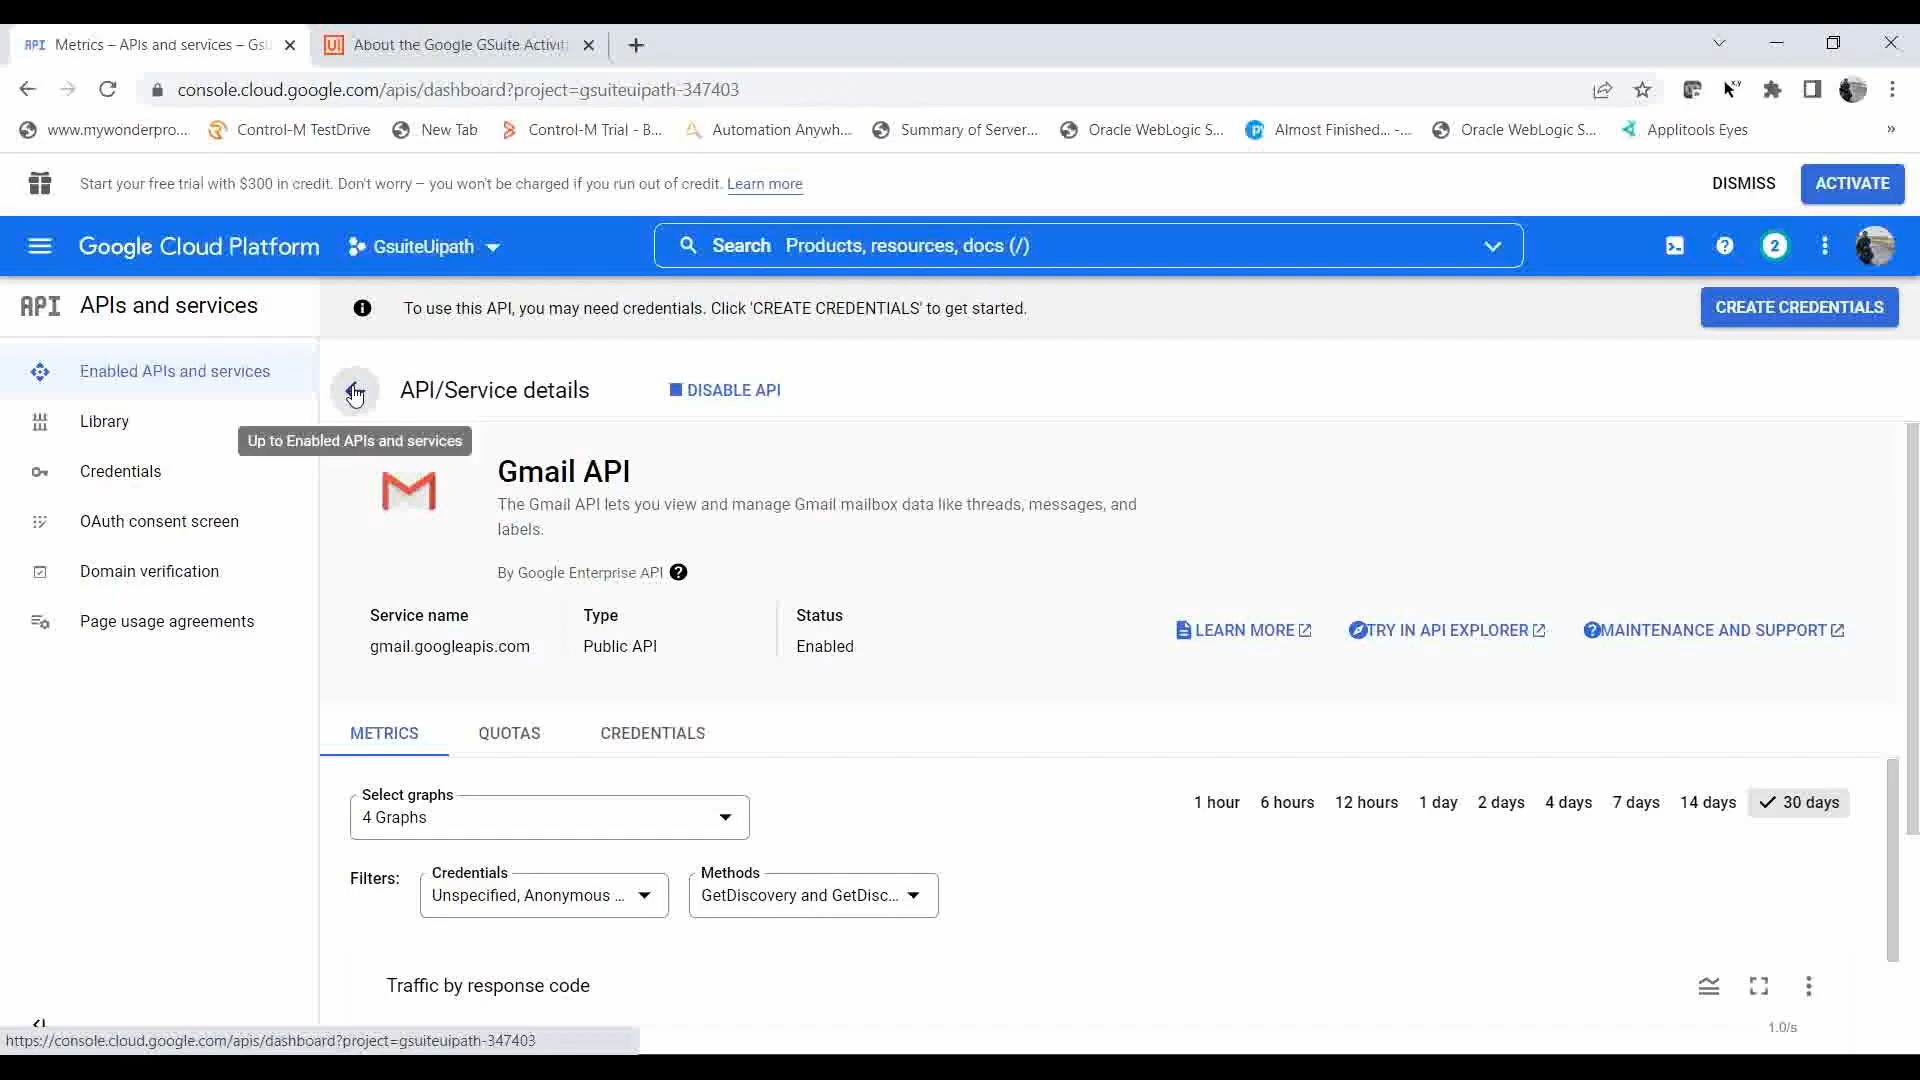 API Metrics – APIs and services – GsU
UI About the Google GSuite Activit
console.cloud.google.com/apis/dashboard?project=gsuiteuipath-347403
www.mywonderpro... Control-M TestDrive New Tab Control-M Trial - B... Automation Anywh... Summary of Server... Oracle WebLogic S... Almost Finished... -... Oracle WebLogic S... Applitools Eyes »
Start your free trial with $300 in credit. Don't worry – you won't be charged if you run out of credit. Learn more DISMISS ACTIVATE
Google Cloud Platform GsuiteUipath Search Products, resources, docs (/) 2
API APIs and services
To use this API, you may need credentials. Click 'CREATE CREDENTIALS' to get started. CREATE CREDENTIALS
Enabled APIs and services
Library
Credentials
OAuth consent screen
Domain verification
Page usage agreements
API/Service details DISABLE API
Up to Enabled APIs and services
Gmail API
The Gmail API lets you view and manage Gmail mailbox data like threads, messages, and
labels.
By Google Enterprise API
Service name Type Status
gmail.googleapis.com Public API Enabled
LEARN MORE TRY IN API EXPLORER MAINTENANCE AND SUPPORT
METRICS QUOTAS CREDENTIALS
Select graphs
4 Graphs
1 hour 6 hours 12 hours 1 day 2 days 4 days 7 days 14 days 30 days
Filters:
Credentials
Unspecified, Anonymous ...
Methods
GetDiscovery and GetDisc...
Traffic by response code
1.0/s
https://console.cloud.google.com/apis/dashboard?project=gsuiteuipath-347403